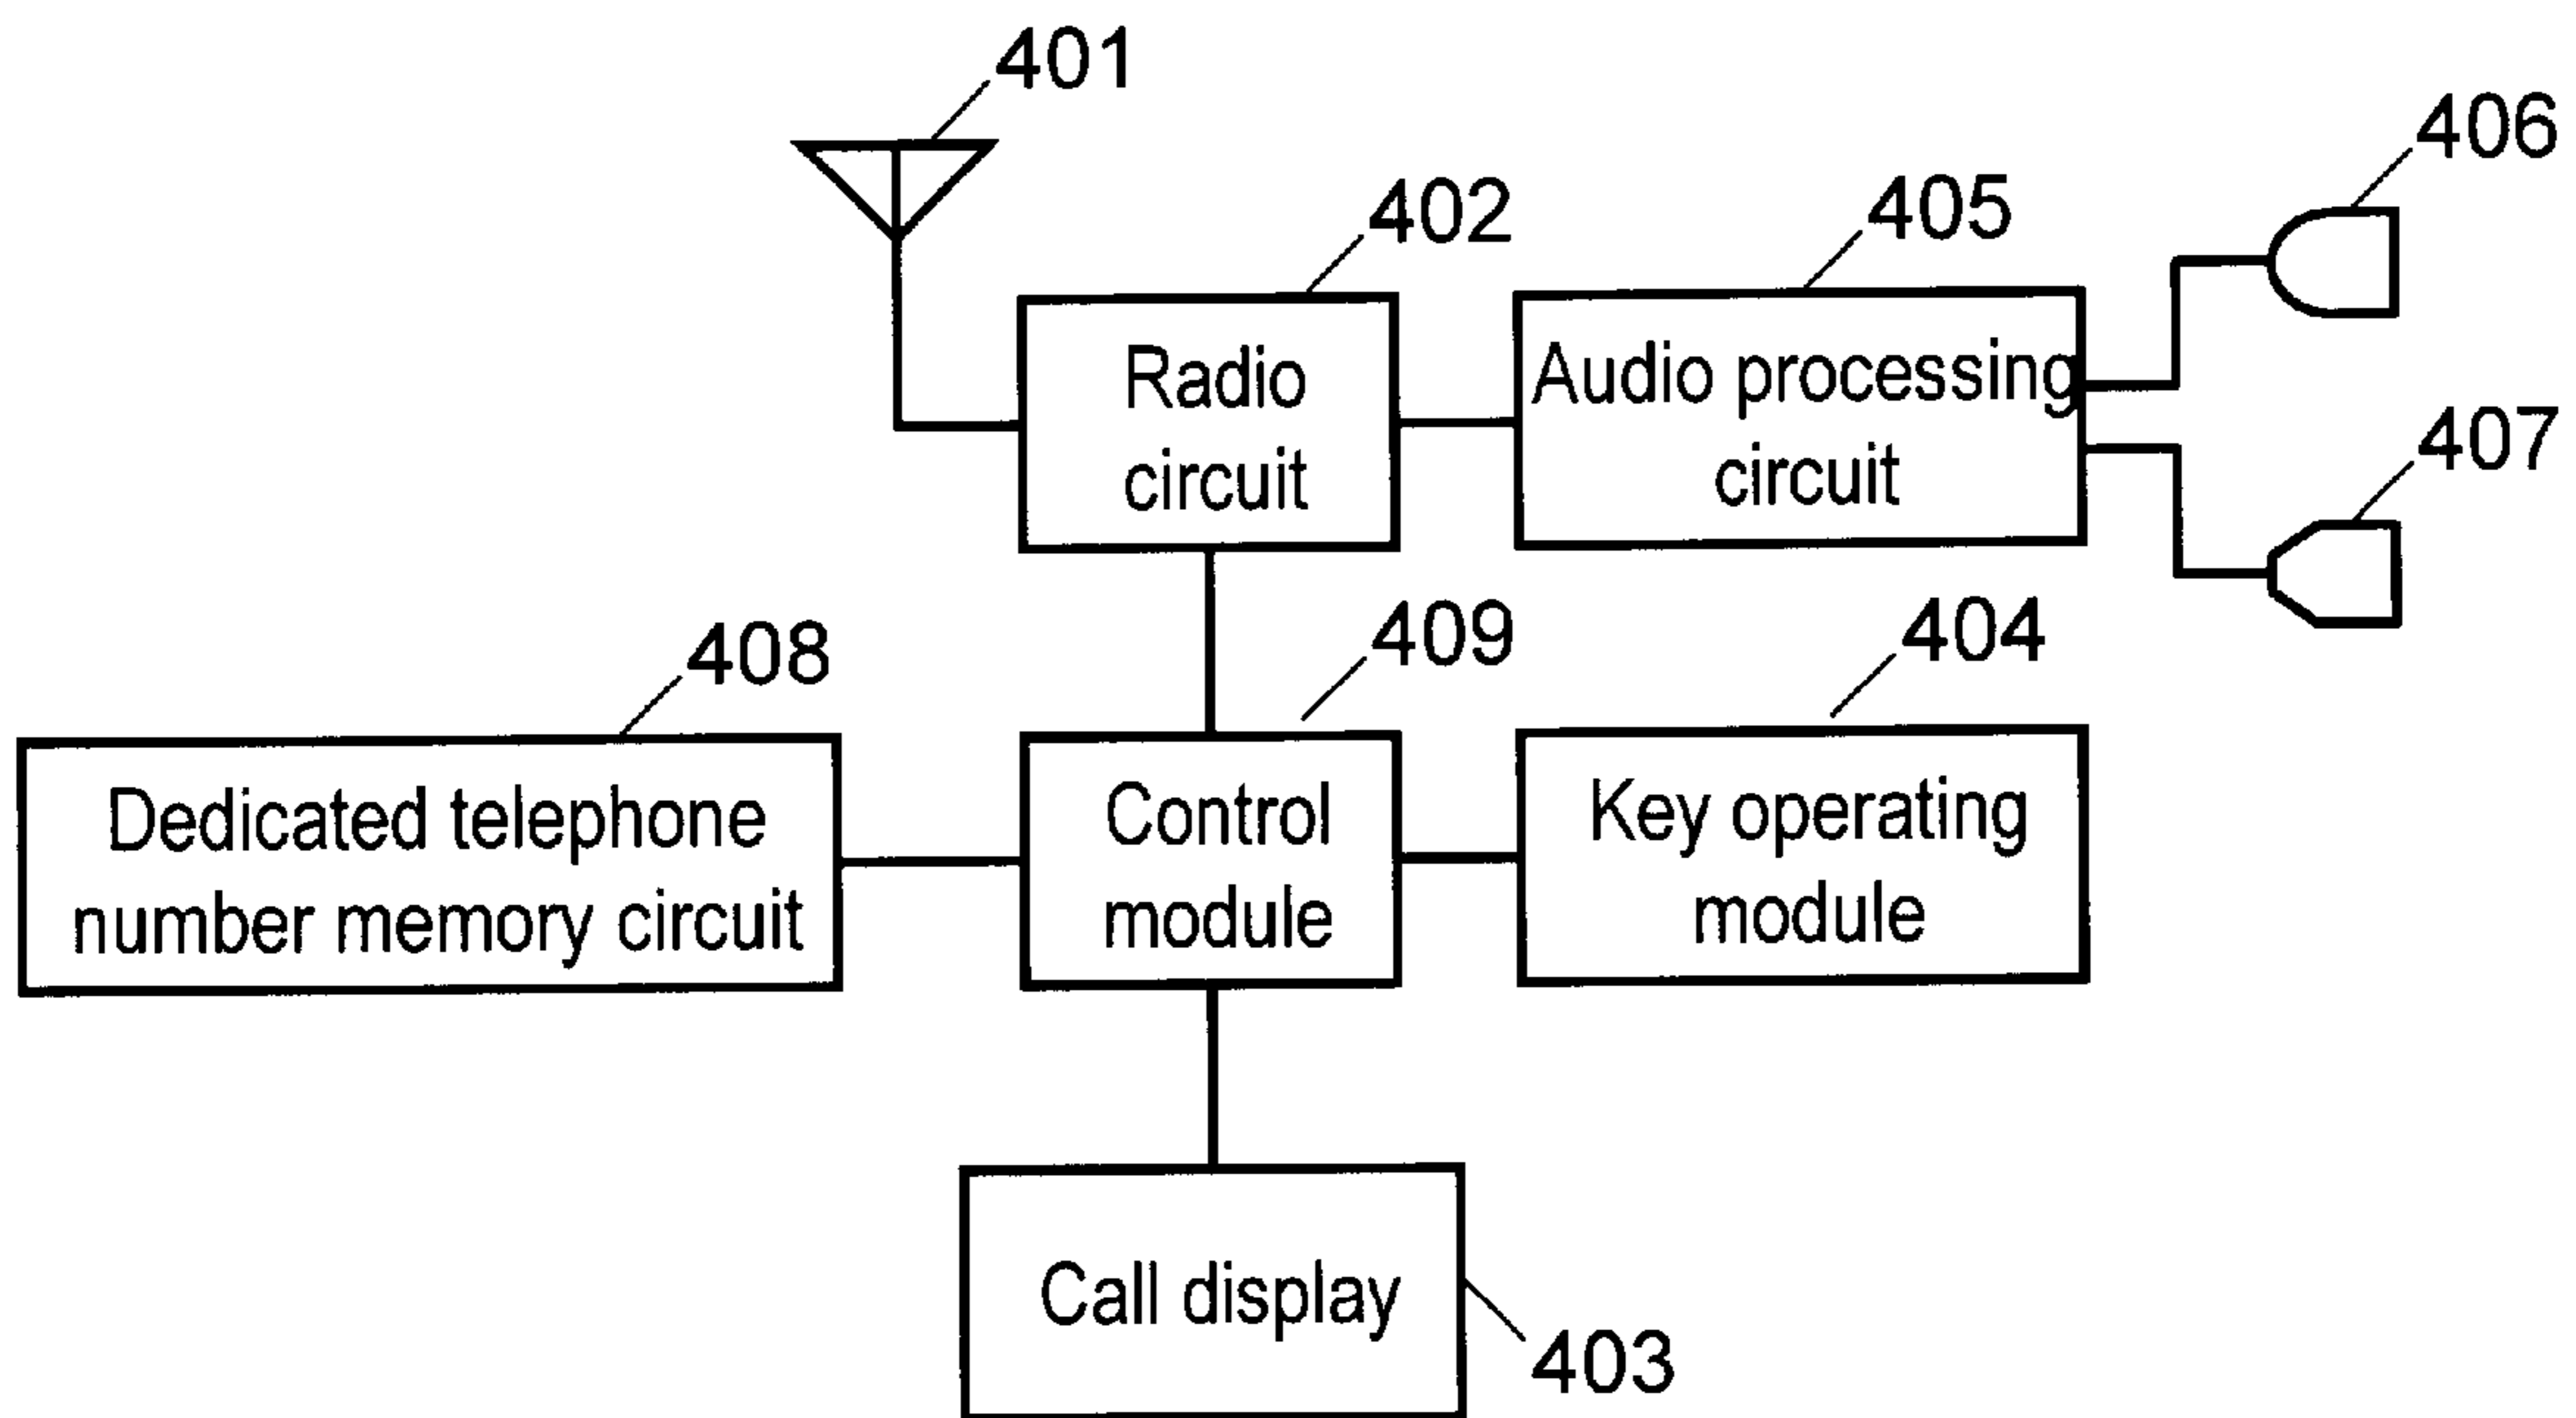 401
406
402
405
Radio
circuit
Audio processing
circuit
407
408
409
404
Dedicated telephone
number memory circuit
Control
module
Key operating
module
Call display
403